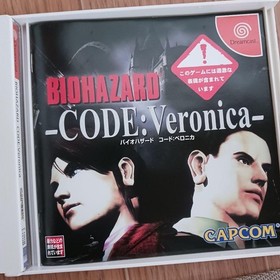 Dreamcast
このゲームには過激な
表現が含まれて
います。
BIOHAZARD
-CODE:Veronica-
バイオハザード コード:ベロニカ
CAPCOM